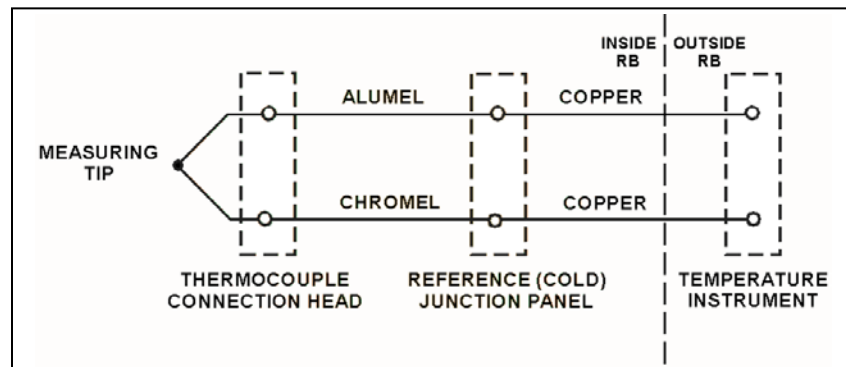 INSIDE
RB
OUTSIDE
RB
ALUMEL
COPPER
MEASURING
TIP
CHROMEL
COPPER
THERMOCOUPLE
CONNECTION HEAD
REFERENCE (COLD)
JUNCTION PANEL
TEMPERATURE
INSTRUMENT